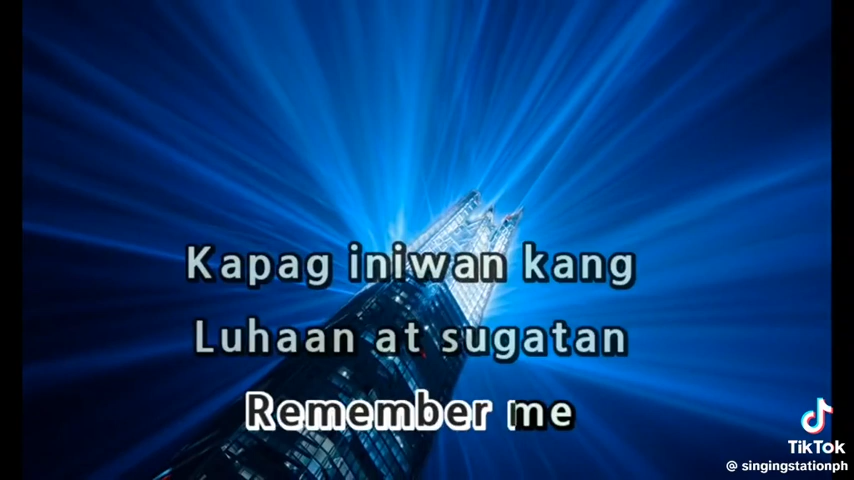 Kapag iniwan kang
Luhaan at sugatan
Remember me
TikTok
@ singingstationph